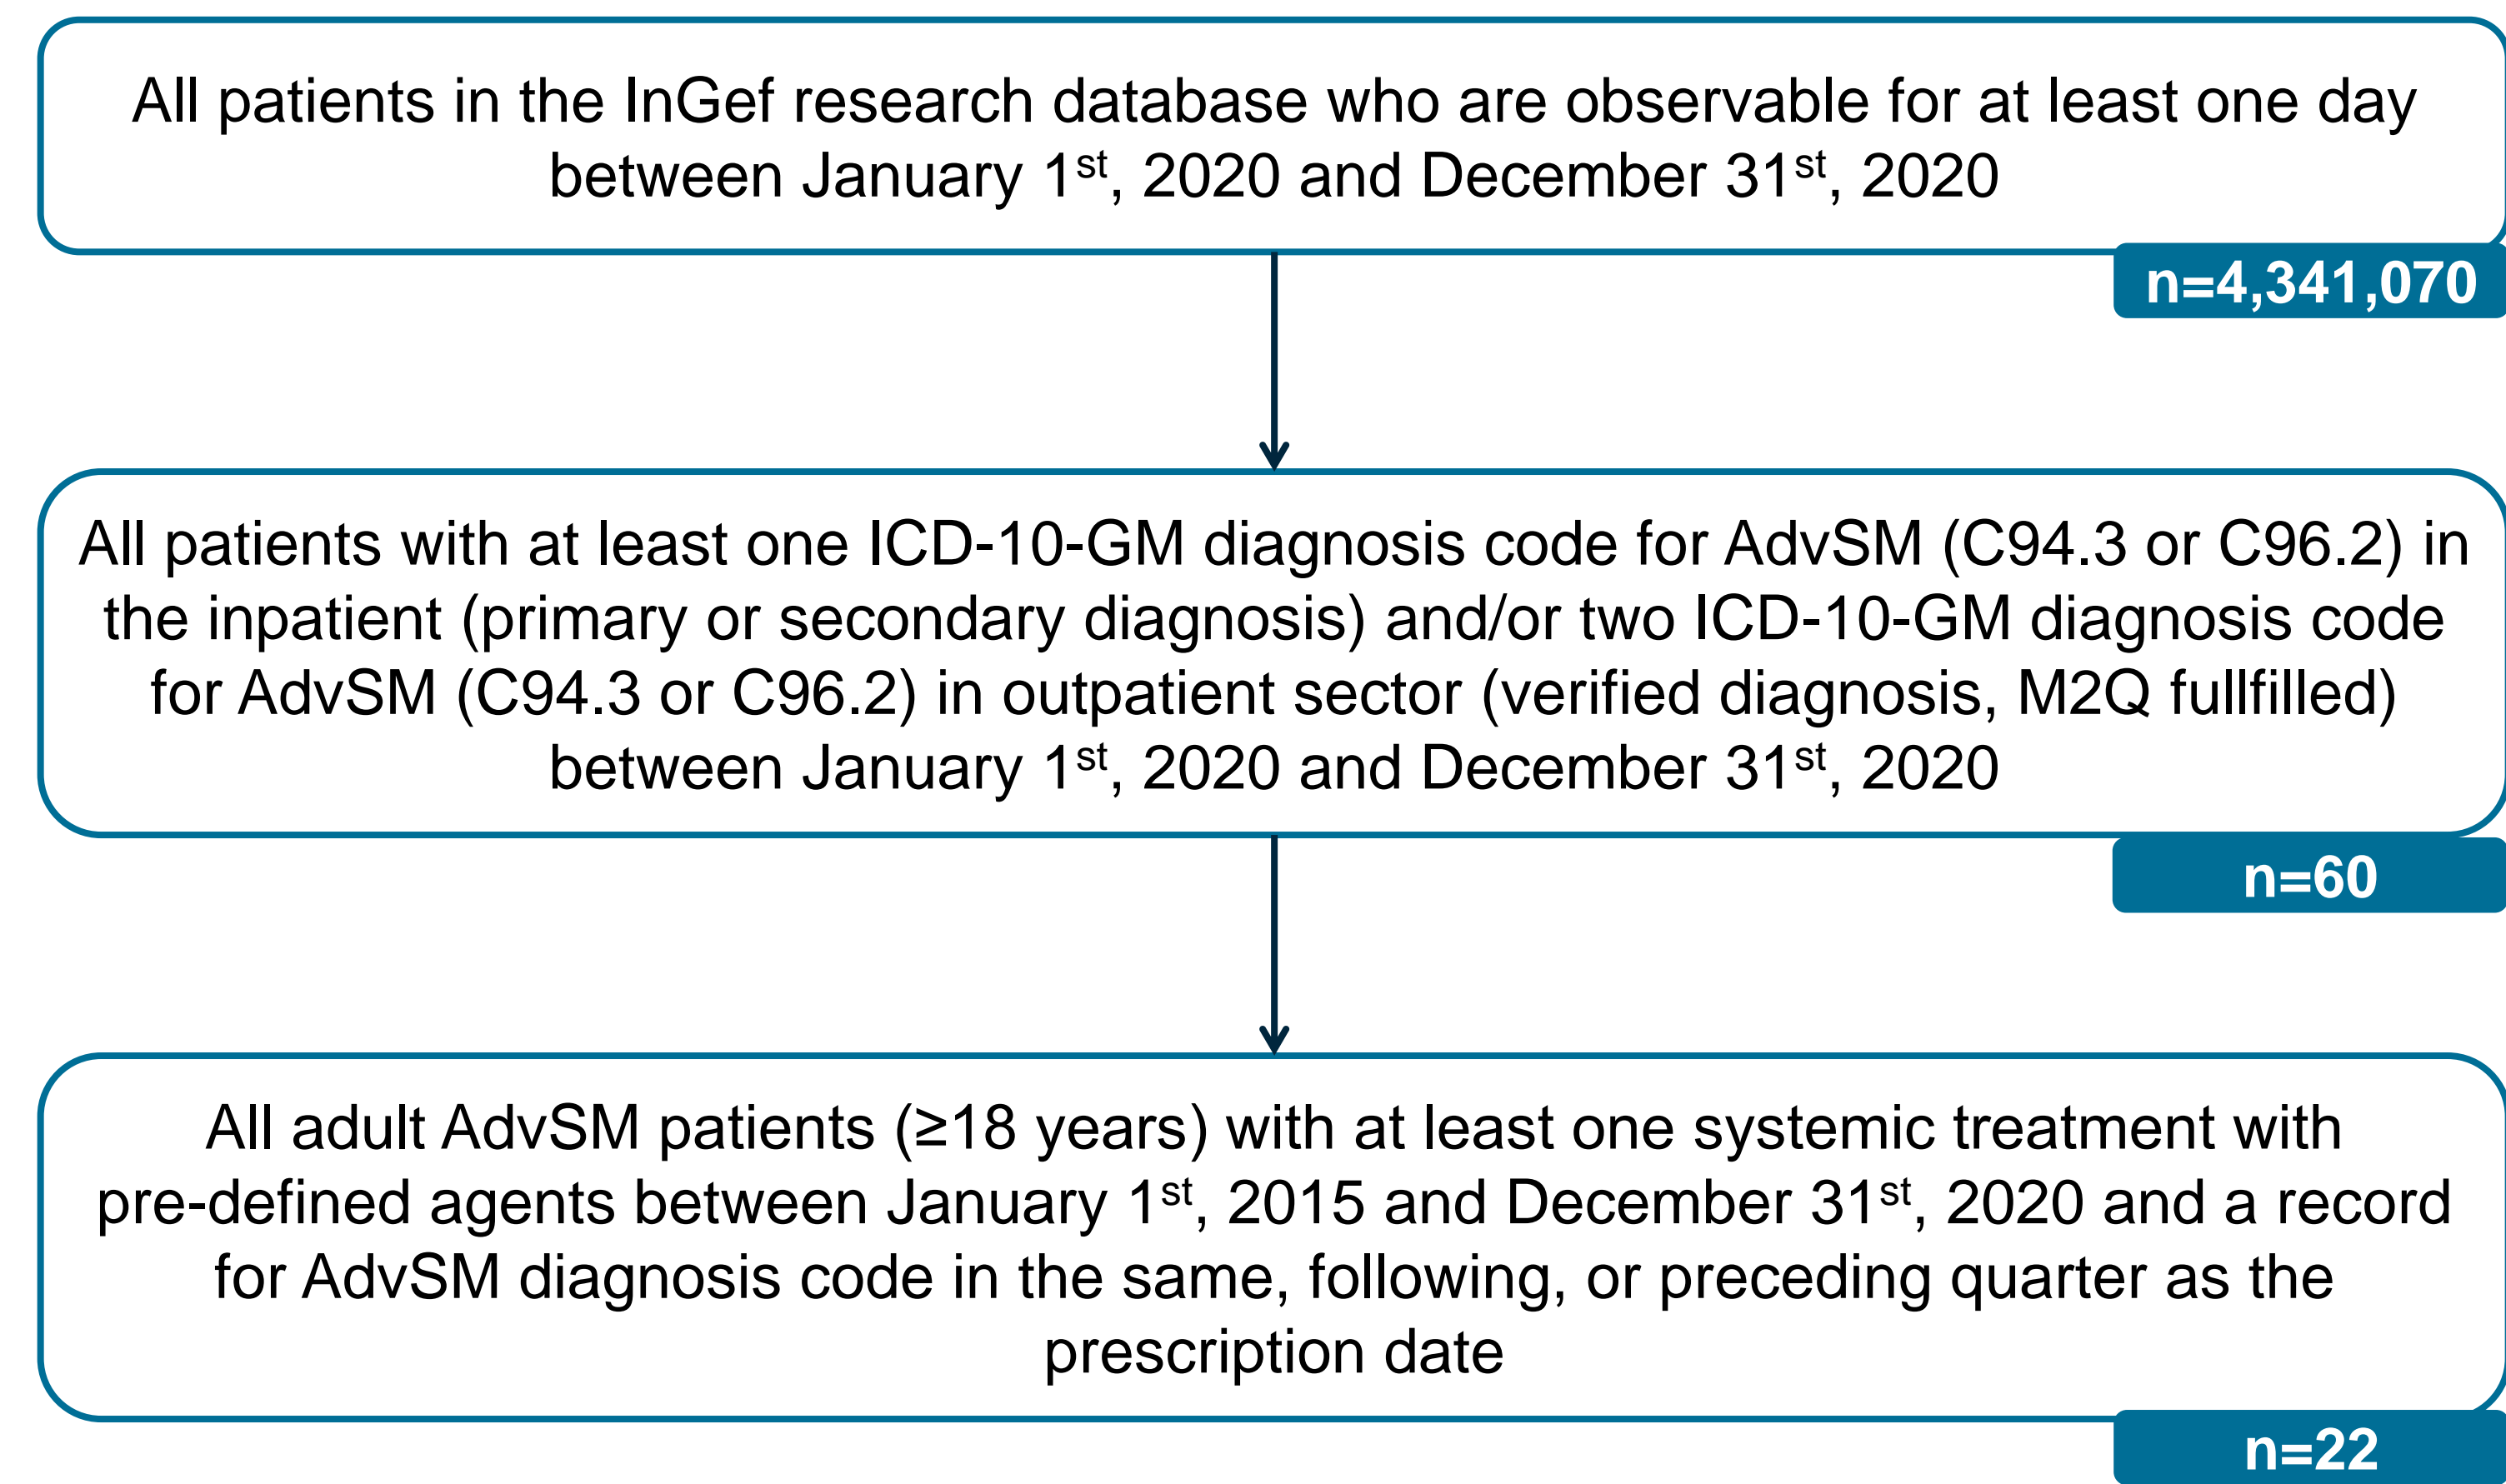 All patients in the InGef research database who are observable for at least one day
between January 1st, 2020 and December 31st, 2020
n=4,341,070
All patients with at least one ICD-10-GM diagnosis code for AdvSM (C94.3 or C96.2) in
the inpatient (primary or secondary diagnosis) and/or two ICD-10-GM diagnosis code
for AdvSM (C94.3 or C96.2) in outpatient sector (verified diagnosis, M2Q fullfilled)
between January 1st, 2020 and December 31st, 2020
n=60
All adult AdvSM patients (≥18 years) with at least one systemic treatment with
pre-defined agents between January 1st, 2015 and December 31st, 2020 and a record
for AdvSM diagnosis code in the same, following, or preceding quarter as the
prescription date
n=22